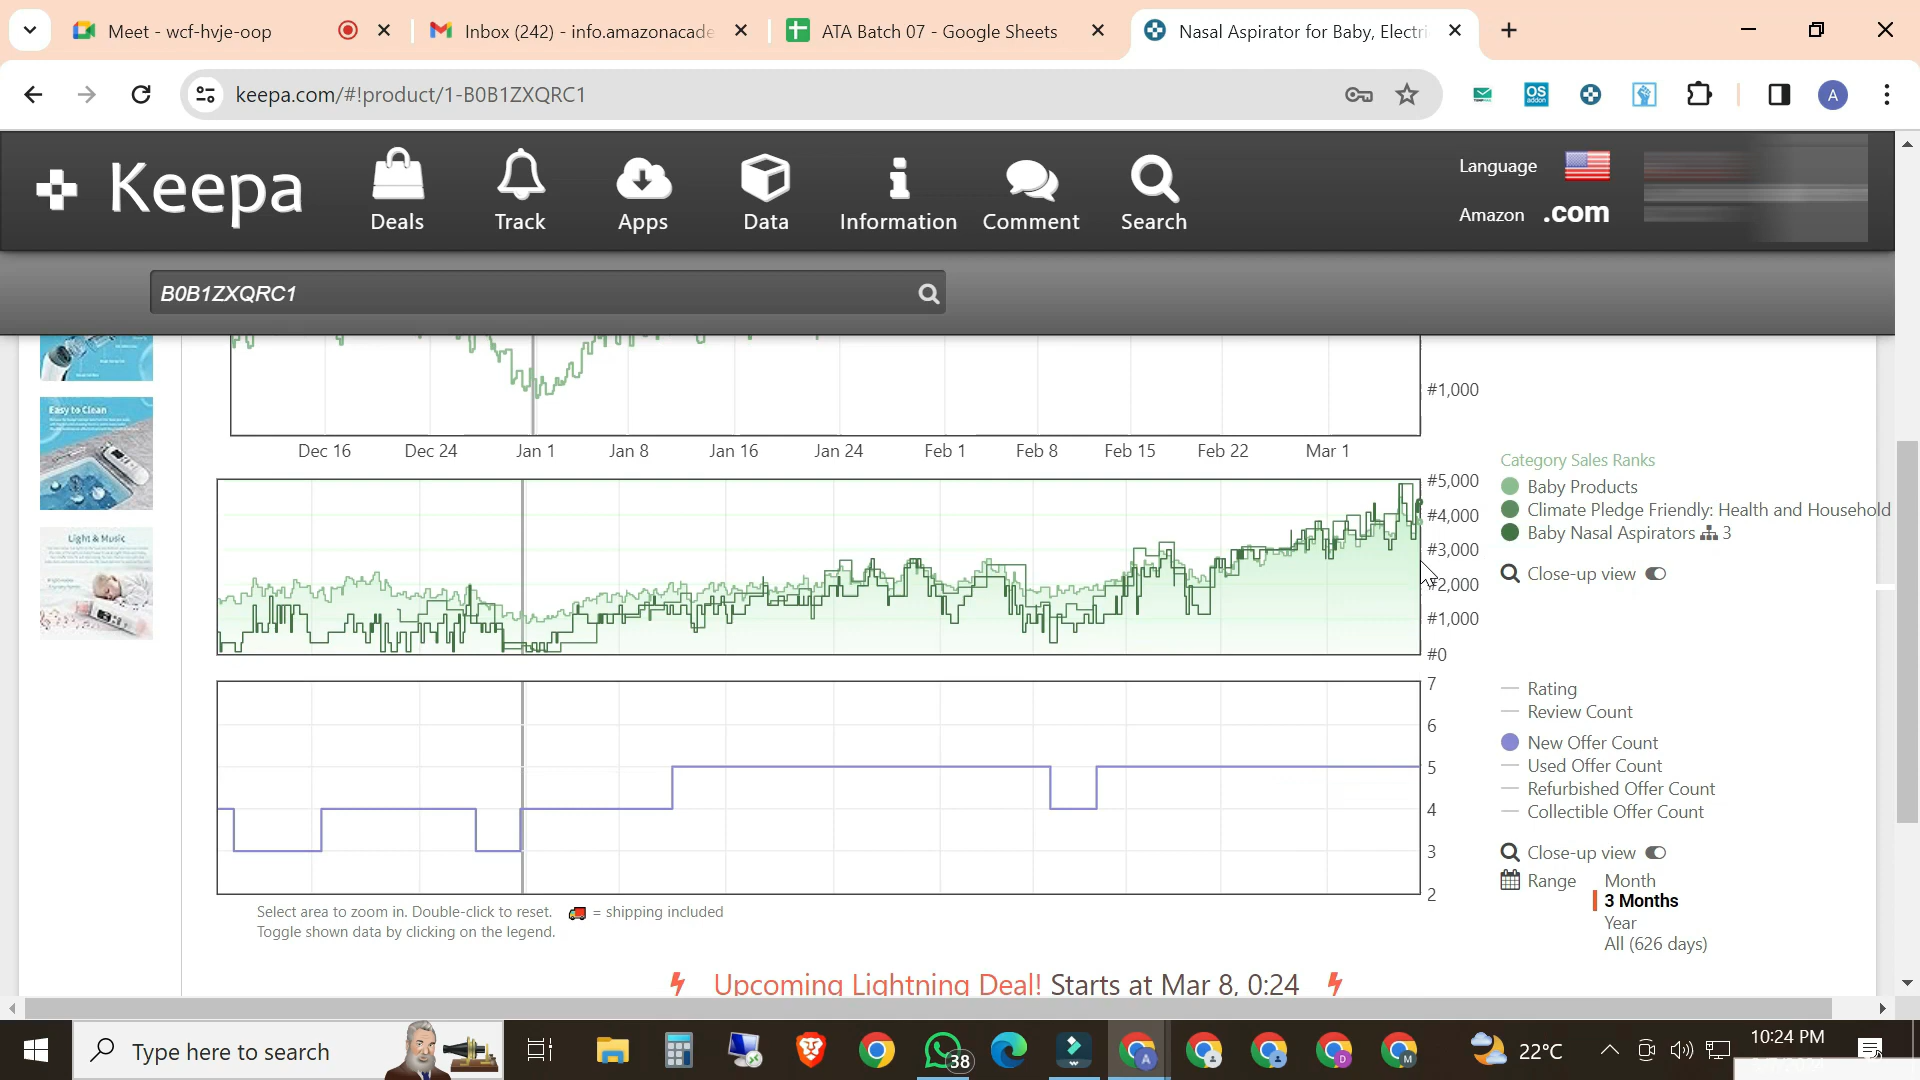 Meet - wcf-hvje-oop
Inbox (242) - info.amazonacade
ATA Batch 07 - Google Sheets
Nasal Aspirator for Baby, Electri
keepa.com/#!product/1-B0B1ZXQRC1
OS
addon
A
Keepa
Deals
Track
Apps
Data
Information
Comment
Search
Language
Amazon .com
B0B1ZXQRC1
Easy to Clean
Light & Music
#1,000
Dec 16 Dec 24 Jan 1 Jan 8 Jan 16 Jan 24 Feb 1 Feb 8 Feb 15 Feb 22 Mar 1
#5,000
#4,000
#3,000
#2,000
#1,000
#0
Category Sales Ranks
Baby Products
Climate Pledge Friendly: Health and Household
Baby Nasal Aspirators 3
Close-up view
7
6
5
4
3
2
Rating
Review Count
New Offer Count
Used Offer Count
Refurbished Offer Count
Collectible Offer Count
Close-up view
Range
Month
3 Months
Year
All (626 days)
Select area to zoom in. Double-click to reset. = shipping included
Toggle shown data by clicking on the legend.
Upcoming Lightning Deal! Starts at Mar 8, 0:24
Type here to search
38
A
D
M
22°C
10:24 PM